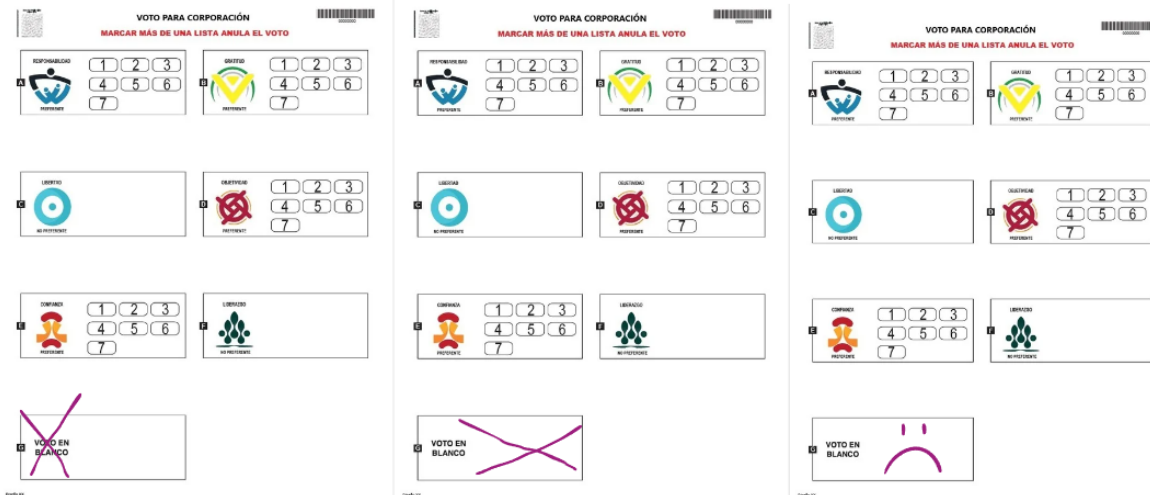 VOTO PARA CORPORACIÓN
MARCAR MÁS DE UNA LISTA ANULA EL VOTO
A
RESPONSABILIDAD
PREFERENTE
1 2 3
4 5 6
7
B
GRATITUD
PREFERENTE
1 2 3
4 5 6
7
C
LIBERTAD
NO PREFERENTE
D
OBJETIVIDAD
PREFERENTE
1 2 3
4 5 6
7
E
CONFIANZA
PREFERENTE
1 2 3
4 5 6
7
F
LIDERAZGO
NO PREFERENTE
G
VOTO EN
BLANCO
VOTO PARA CORPORACIÓN
MARCAR MÁS DE UNA LISTA ANULA EL VOTO
A
RESPONSABILIDAD
PREFERENTE
1 2 3
4 5 6
7
B
GRATITUD
PREFERENTE
1 2 3
4 5 6
7
C
LIBERTAD
NO PREFERENTE
D
OBJETIVIDAD
PREFERENTE
1 2 3
4 5 6
7
E
CONFIANZA
PREFERENTE
1 2 3
4 5 6
7
F
LIDERAZGO
NO PREFERENTE
G
VOTO EN
BLANCO
VOTO PARA CORPORACIÓN
MARCAR MÁS DE UNA LISTA ANULA EL VOTO
A
RESPONSABILIDAD
PREFERENTE
1 2 3
4 5 6
7
B
GRATITUD
PREFERENTE
1 2 3
4 5 6
7
C
LIBERTAD
NO PREFERENTE
D
OBJETIVIDAD
PREFERENTE
1 2 3
4 5 6
7
E
CONFIANZA
PREFERENTE
1 2 3
4 5 6
7
F
LIDERAZGO
NO PREFERENTE
G
VOTO EN
BLANCO